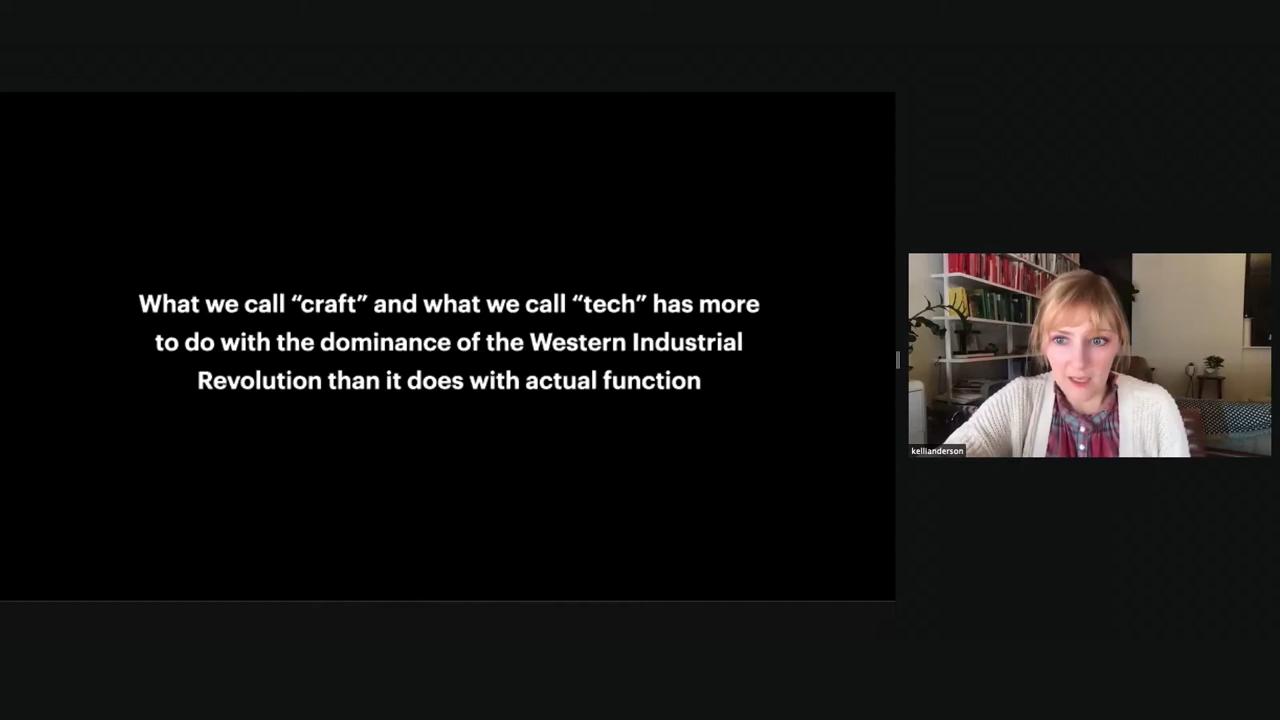 What we call “craft” and what we call “tech” has more
to do with the dominance of the Western Industrial
Revolution than it does with actual function
kellianderson